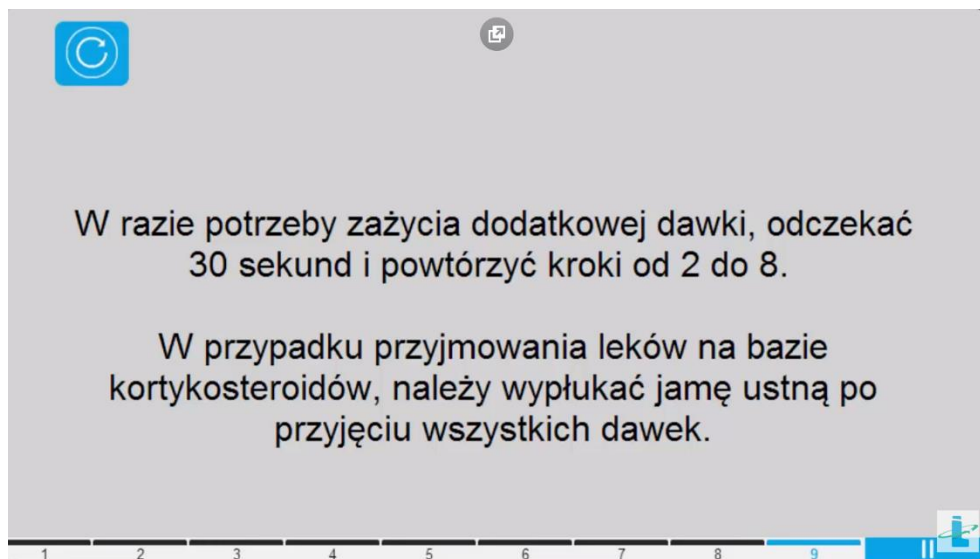 W razie potrzeby zażycia dodatkowej dawki, odczekać
30 sekund i powtórzyć kroki od 2 do 8.
W przypadku przyjmowania leków na bazie
kortykosteroidów, należy wypłukać jamę ustną po
przyjęciu wszystkich dawek.
1 2 3 4 5 6 7 8 9